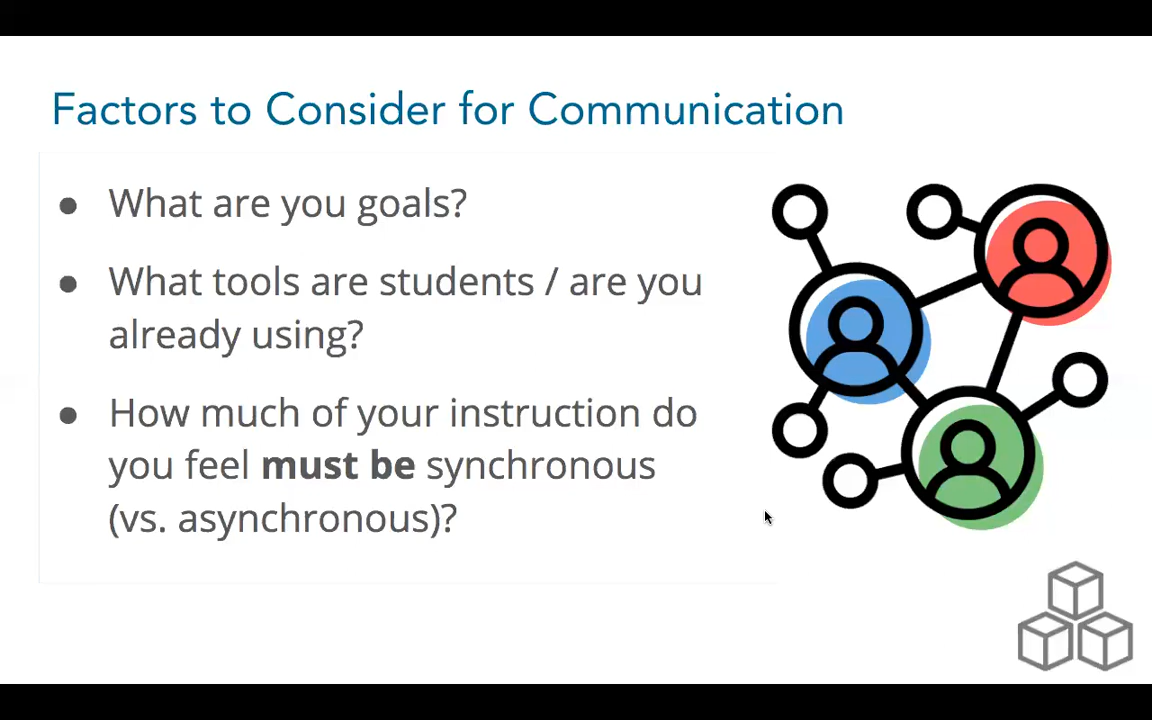 Factors to Consider for Communication
● What are you goals?
● What tools are students / are you
already using?
● How much of your instruction do
you feel must be synchronous
(vs. asynchronous)?